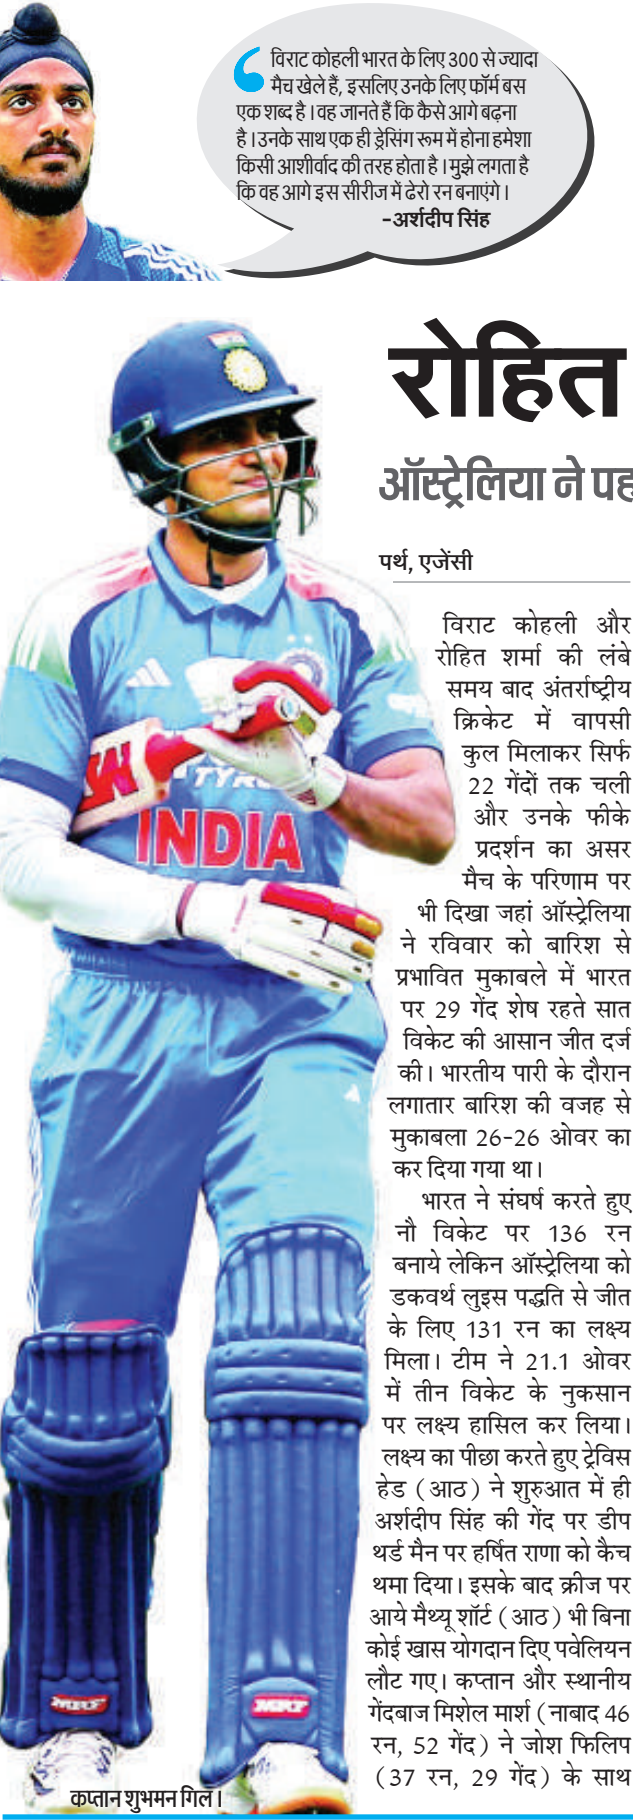 विराट कोहली भारत के लिए 300 से ज्यादा
मैच खेले हैं, इसलिए उनके लिए फॉर्म बस
एक शब्द है। वह जानते हैं कि कैसे आगे बढ़ना
है। उनके साथ एक ही ड्रेसिंग रूम में होना हमेशा
किसी आशीर्वाद की तरह होता है। मुझे लगता है
कि वह आगे इस सीरीज में ढेरो रन बनाएंगे।
-अर्शदीप सिंह
रोहित
ऑस्ट्रेलिया ने पह
पर्थ, एजेंसी
विराट कोहली और
रोहित शर्मा की लंबे
समय बाद अंतर्राष्ट्रीय
क्रिकेट में वापसी
कुल मिलाकर सिर्फ
22 गेंदों तक चली
और उनके फीके
प्रदर्शन का असर
मैच के परिणाम पर
भी दिखा जहां ऑस्ट्रेलिया
ने रविवार को बारिश से
प्रभावित मुकाबले में भारत
पर 29 गेंद शेष रहते सात
विकेट की आसान जीत दर्ज
की। भारतीय पारी के दौरान
लगातार बारिश की वजह से
मुकाबला 26-26 ओवर का
कर दिया गया था।
भारत ने संघर्ष करते हुए
नौ विकेट पर 136 रन
बनाये लेकिन ऑस्ट्रेलिया को
डकवर्थ लुइस पद्धति से जीत
के लिए 131 रन का लक्ष्य
मिला। टीम ने 21.1 ओवर
में तीन विकेट के नुकसान
पर लक्ष्य हासिल कर लिया।
लक्ष्य का पीछा करते हुए ट्रेविस
हेड (आठ) ने शुरुआत में ही
अर्शदीप सिंह की गेंद पर डीप
थर्ड मैन पर हर्षित राणा को कैच
थमा दिया। इसके बाद क्रीज पर
आये मैथ्यू शॉर्ट (आठ) भी बिना
कोई खास योगदान दिए पवेलियन
लौट गए। कप्तान और स्थानीय
गेंदबाज मिशेल मार्श (नाबाद 46
रन, 52 गेंद) ने जोश फिलिप
(37 रन, 29 गेंद) के साथ
TYRES
INDIA
MRF
MRF
कप्तान शुभमन गिल।